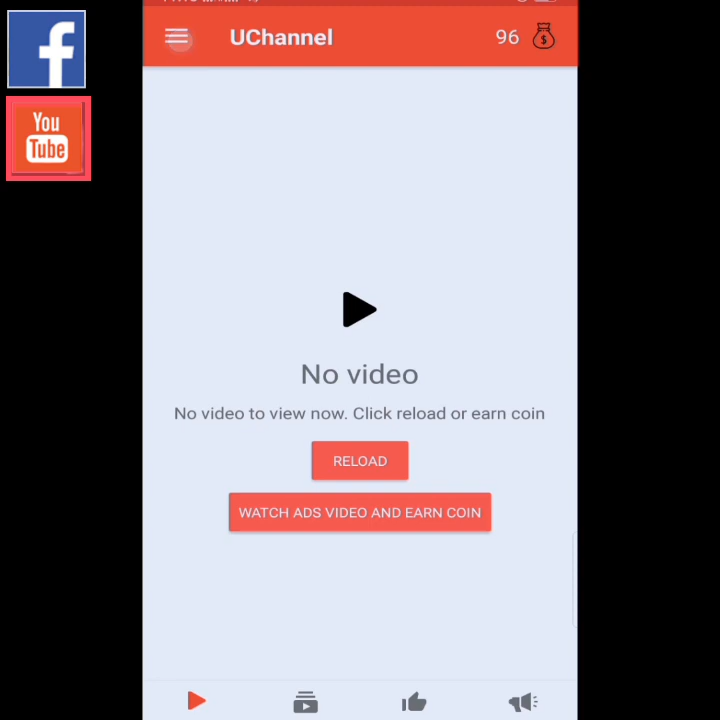 You
Tube
UChannel
96
No video
No video to view now. Click reload or earn coin
RELOAD
WATCH ADS VIDEO AND EARN COIN